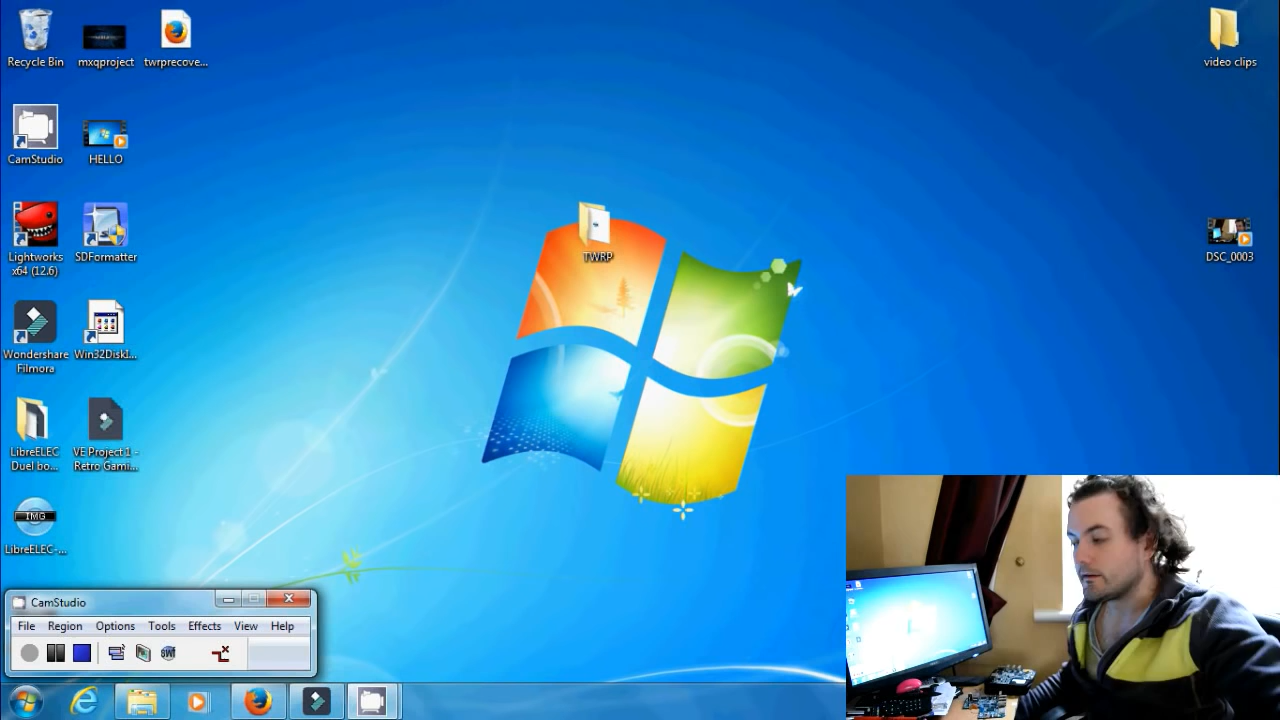 Recycle Bin
mxqproject
twrprecove...
video clips
CamStudio
HELLO
Lightworks
x64 (12.6)
SDFormatter
TWRP
DSC_0003
Wondershare
Filmora
Win32DiskI...
LibreELEC
Duel bo...
VE Project 1 -
Retro Gami...
IMG
LibreELEC-...
CamStudio
File Region Options Tools Effects View Help
SWF